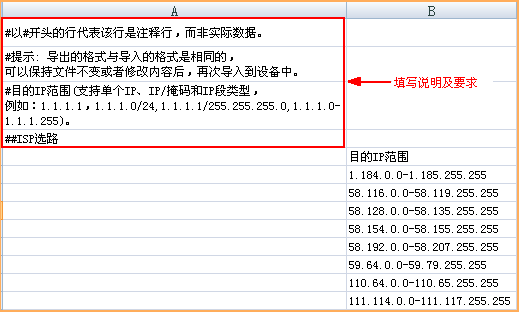 A
B
#以#开头的行代表该行是注释行，而非实际数据。
#提示: 导出的格式与导入的格式是相同的，
可以保持文件不变或者修改内容后，再次导入到设备中。
#目的IP范围(支持单个IP、IP/掩码和IP段类型，
例如：1.1.1.1，1.1.1.0/24,1.1.1.1/255.255.255.0,1.1.1.0-
1.1.1.255)。
##ISP选路
填写说明及要求
目的IP范围
1.184.0.0-1.185.255.255
58.116.0.0-58.119.255.255
58.128.0.0-58.135.255.255
58.154.0.0-58.155.255.255
58.192.0.0-58.207.255.255
59.64.0.0-59.79.255.255
110.64.0.0-110.65.255.255
111.114.0.0-111.117.255.255